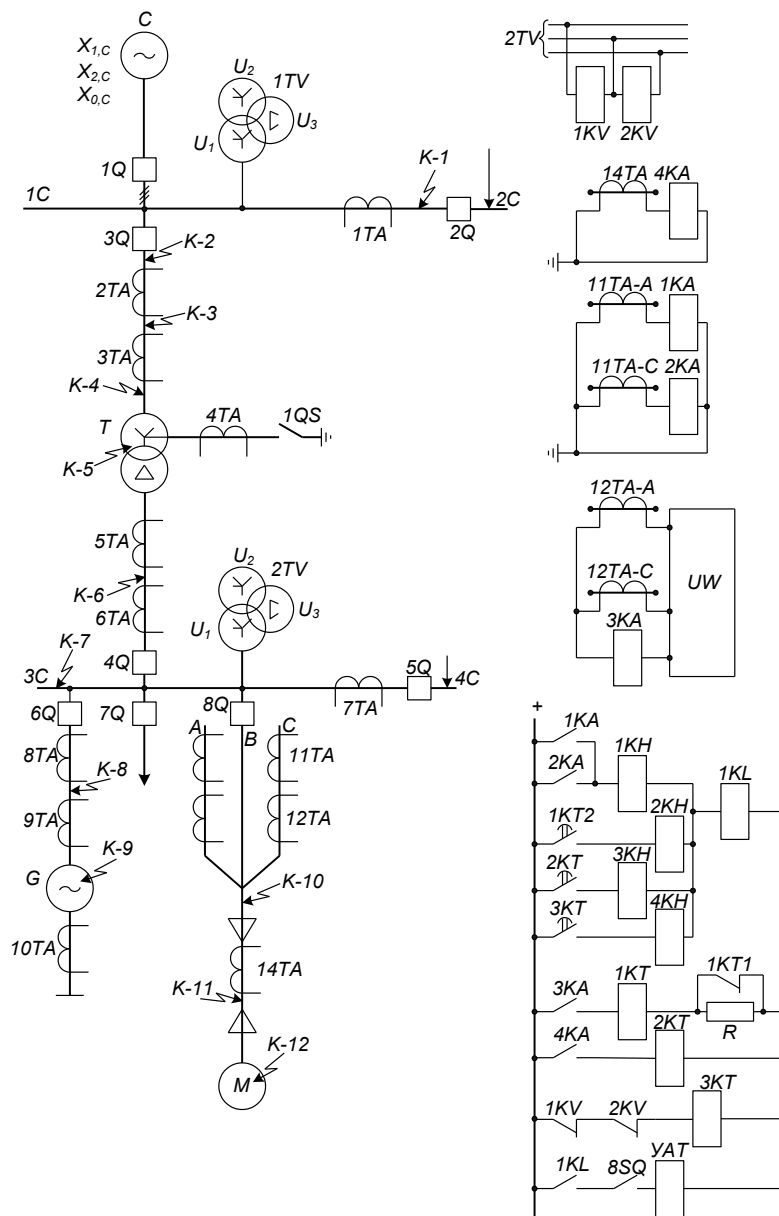 C
X1,C
X2,C
X0,C
U2
1TV
U3
U1
1Q
K-1
1C
2C
1TA
2Q
3Q
K-2
2TA
K-3
3TA
K-4
T
4TA
1QS
K-5
5TA
K-6
6TA
U2
2TV
U3
U1
K-7
4Q
3C
5Q
4C
7TA
6Q
7Q
8Q
A
B
C
8TA
11TA
K-8
9TA
12TA
K-9
G
K-10
10TA
14TA
K-11
K-12
M
2TV
1KV 2KV
14TA 4KA
11TA-A 1KA
11TA-C 2KA
12TA-A
12TA-C
UW
3KA
+
1KA
1KH
1KL
2KA
2KH
1KT2
3KH
2KT
4KH
3KT
1KT1
3KA
1KT
R
4KA
2KT
3KT
1KV 2KV
1KL 8SQ УАТ